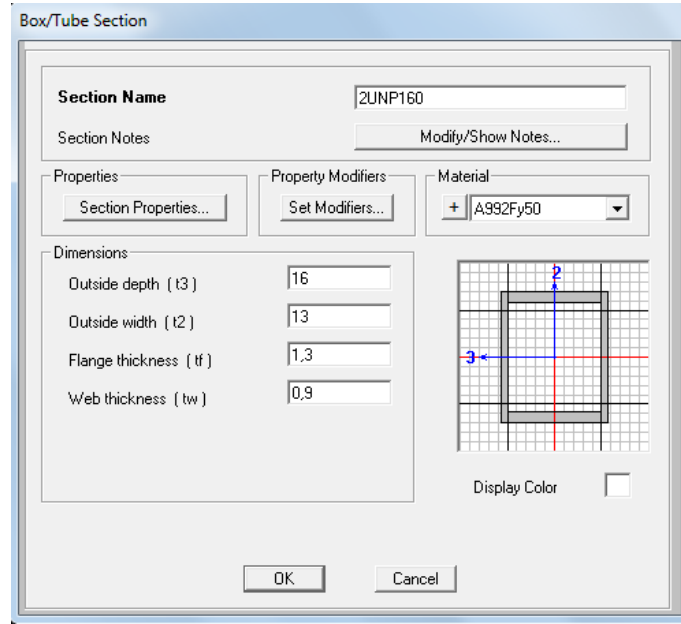 Box/Tube Section
Section Name 2UNP160
Section Notes Modify/Show Notes...
Properties Property Modifiers Material
Section Properties... Set Modifiers... + A992Fy50
Dimensions
Outside depth ( t3 ) 16
Outside width ( t2 ) 13
Flange thickness ( tf ) 1,3
Web thickness ( tw ) 0,9
2
3
Display Color
OK Cancel